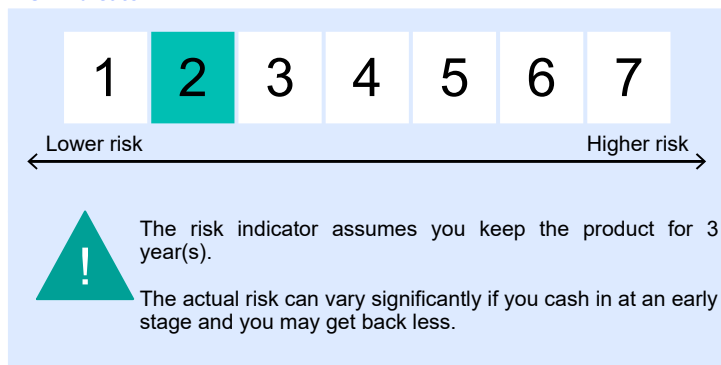 1 2 3 4 5 6 7
Lower risk Higher risk
The risk indicator assumes you keep the product for 3
year(s).
!
The actual risk can vary significantly if you cash in at an early
stage and you may get back less.